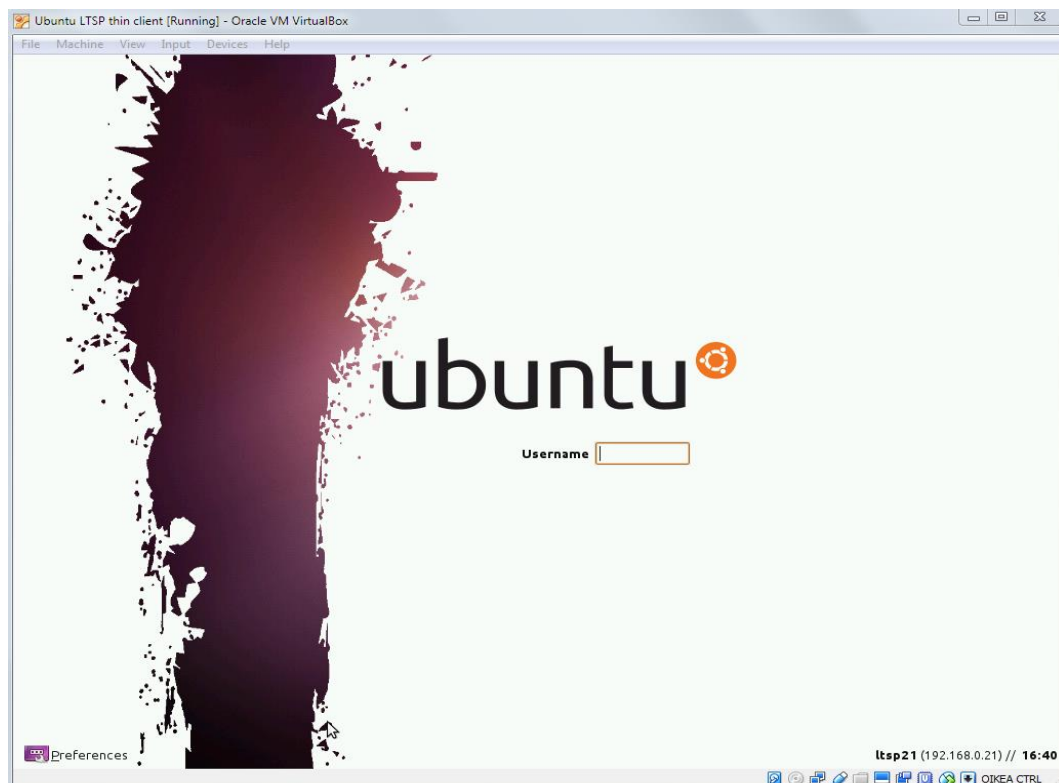 Ubuntu LTSP thin client [Running] - Oracle VM VirtualBox
File Machine View Input Devices Help
ubuntu
Username
Preferences
ltsp21 (192.168.0.21) // 16:40
OIKEA CTRL